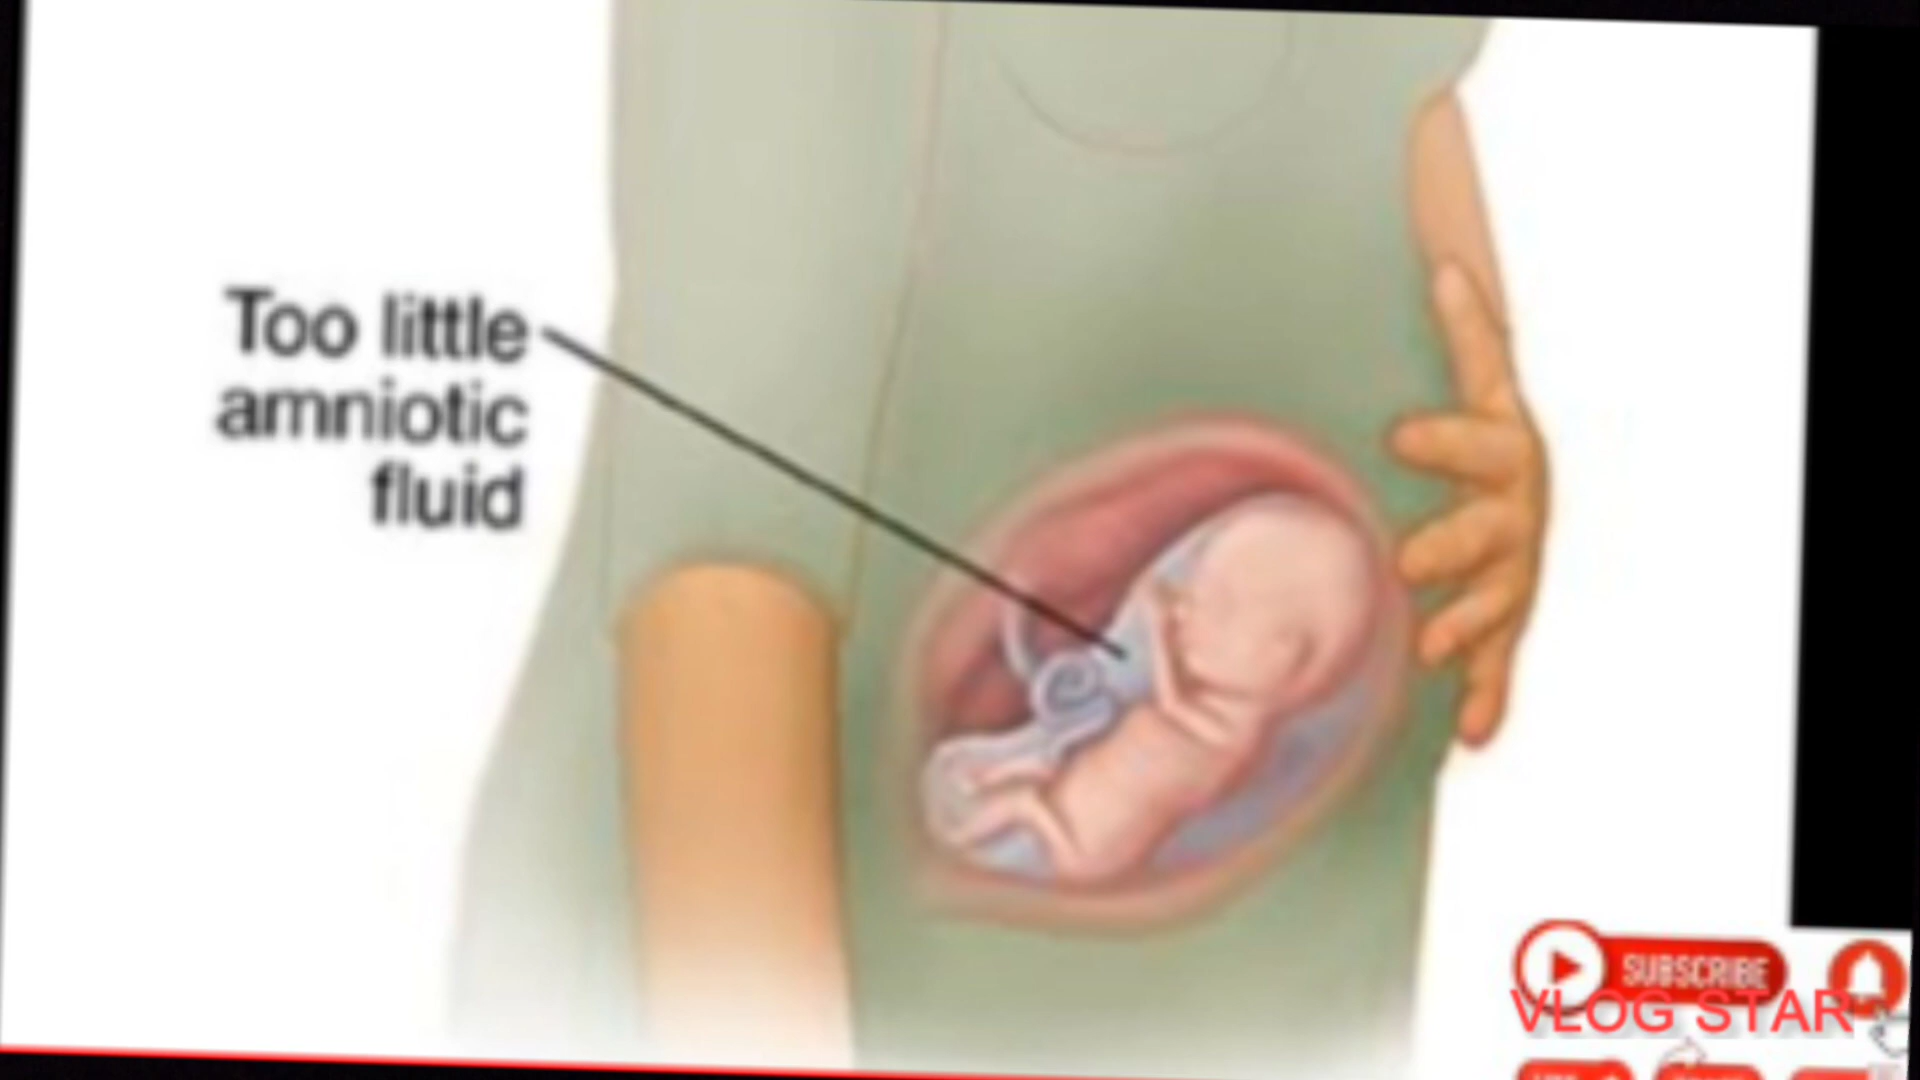 Too little
amniotic
fluid
SUBSCRIBE
VLOG STAR